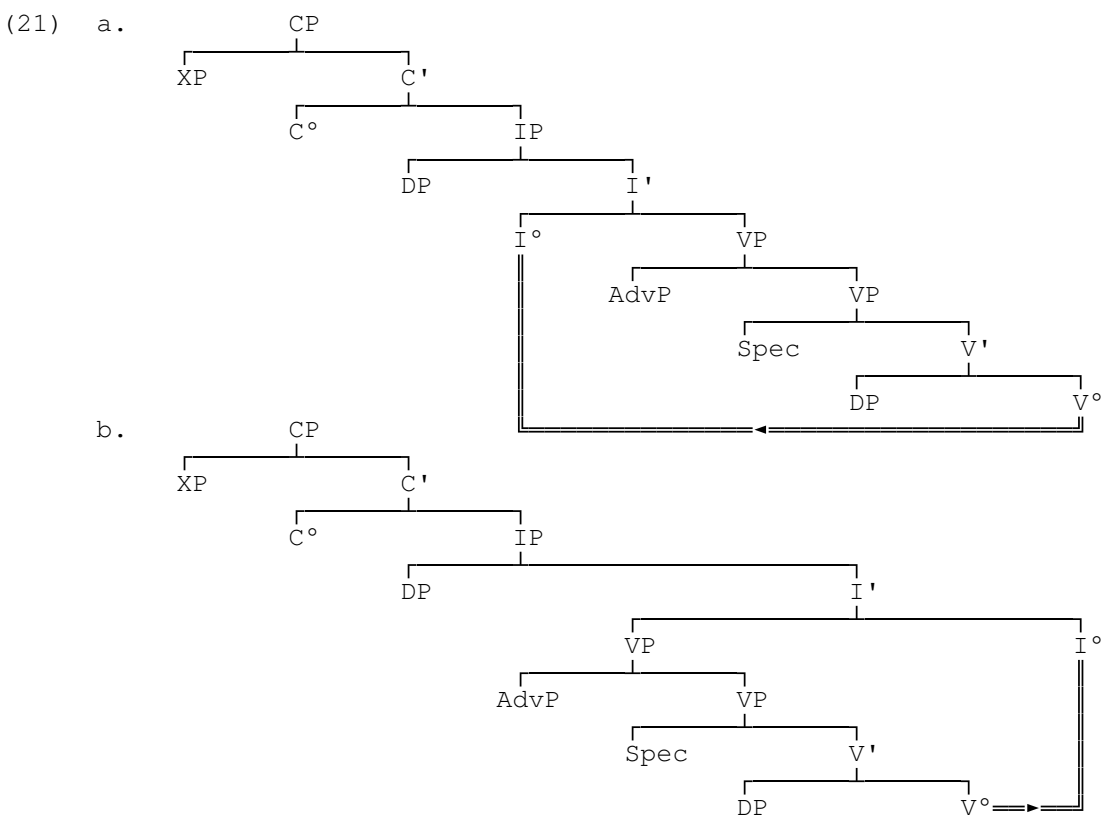 (21) a. CP
XP C'
C° IP
DP I'
I° VP
AdvP VP
Spec V'
DP V°
b. CP
XP C'
C° IP
DP I'
VP I°
AdvP VP
Spec V'
DP V°